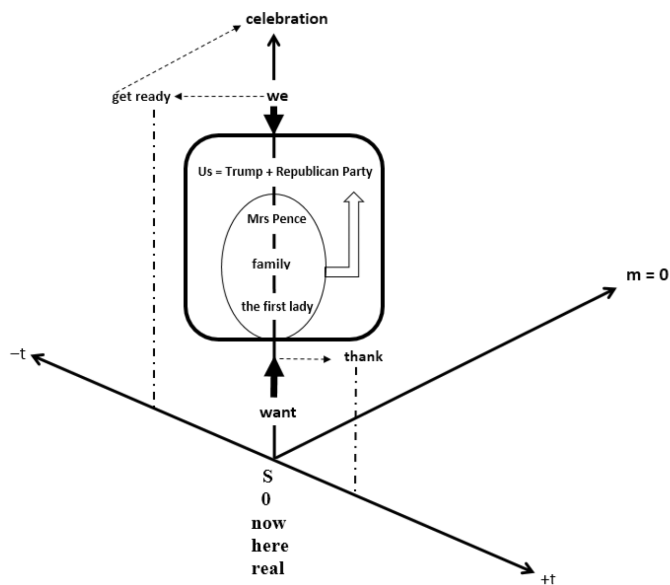 celebration
get ready
we
Us = Trump + Republican Party
Mrs Pence
family
the first lady
m = 0
–t
thank
want
S
0
now
here
real
+t